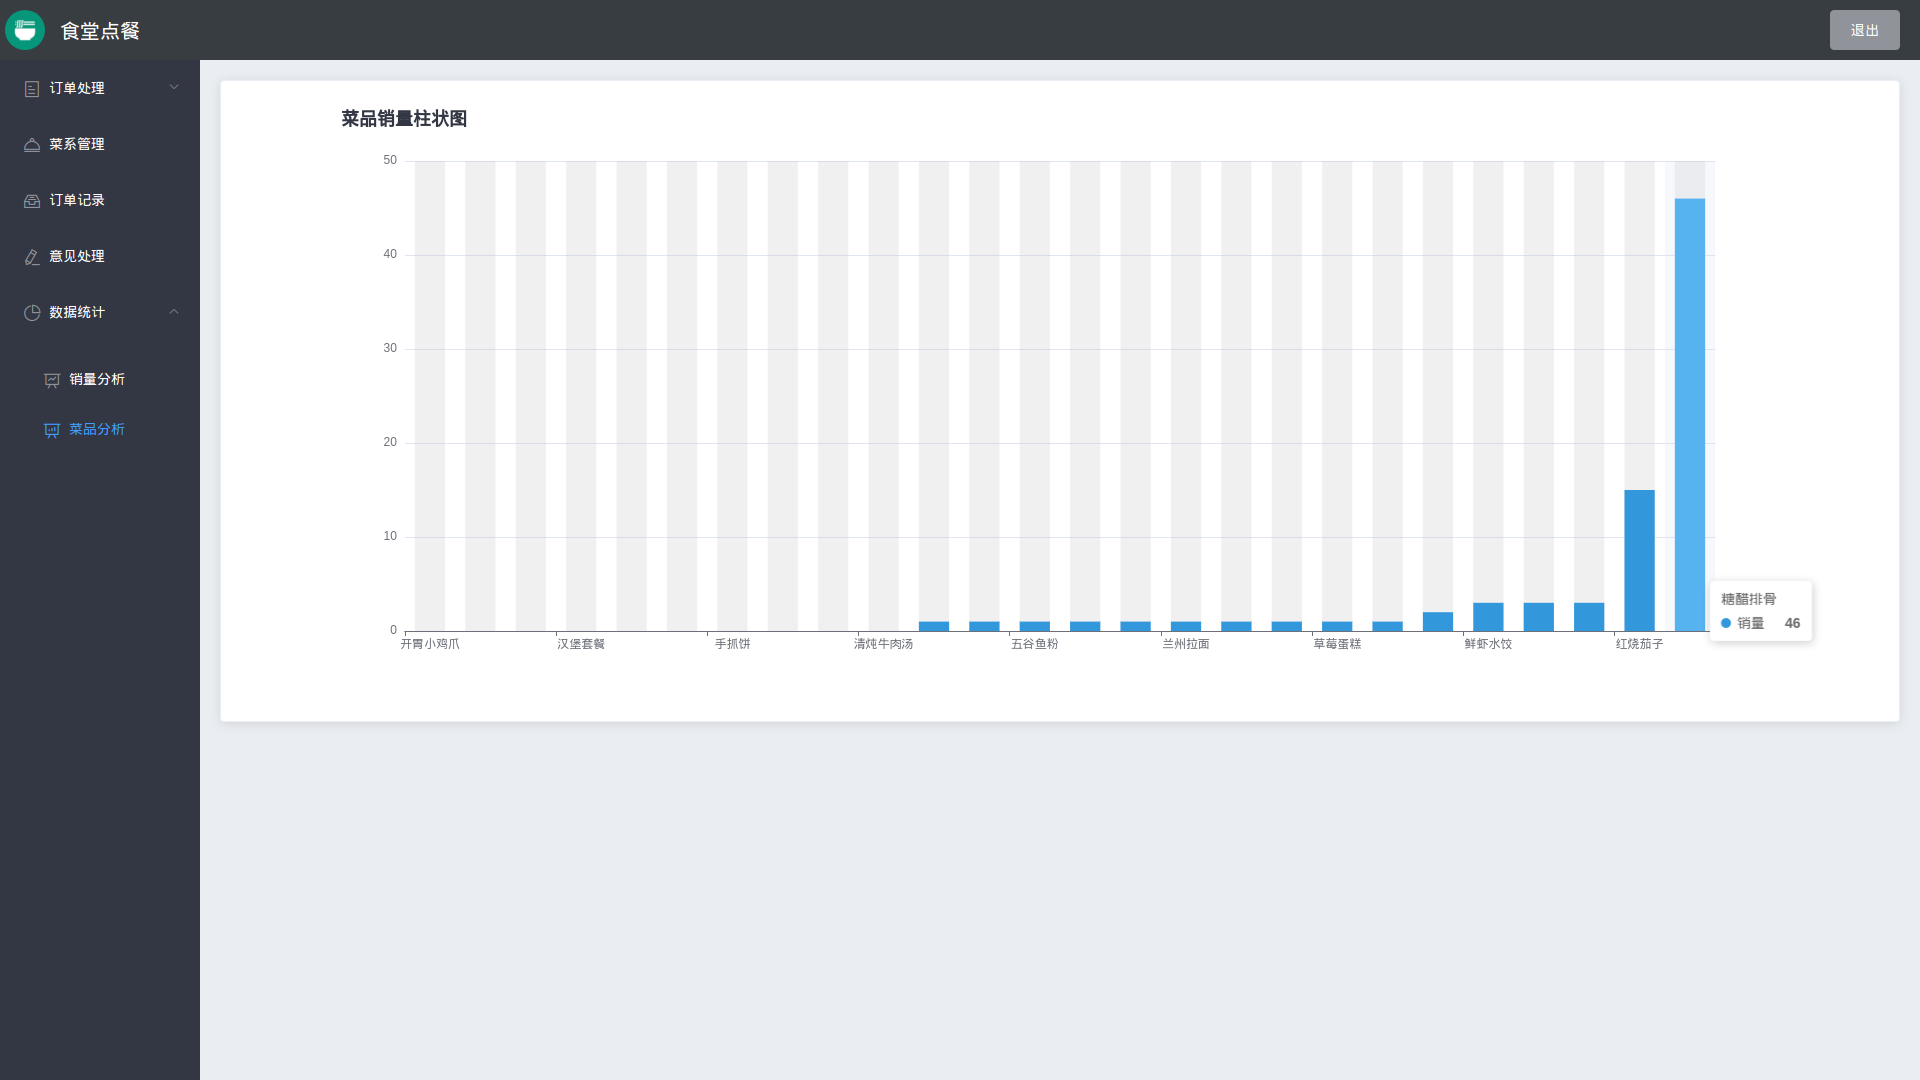 食堂点餐
退出
订单处理
菜系管理
订单记录
意见处理
数据统计
销量分析
菜品分析
菜品销量柱状图
50
40
30
20
10
0
开胃小鸡爪
汉堡套餐
手抓饼
清炖牛肉汤
五谷鱼粉
兰州拉面
草莓蛋糕
鲜虾水饺
红烧茄子
糖醋排骨
销量 46